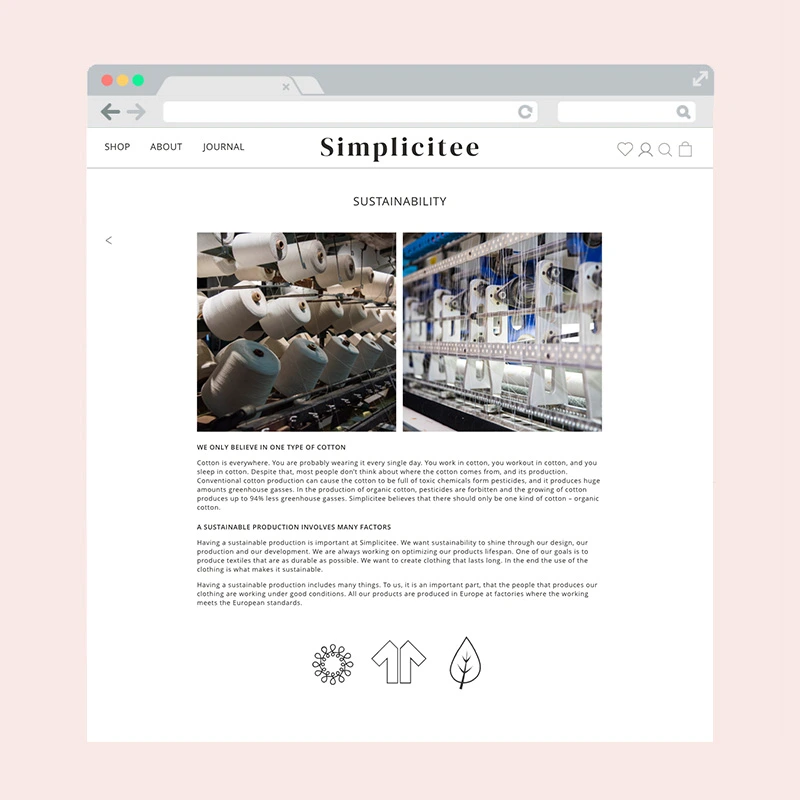 SHOP ABOUT JOURNAL Simplicitee
SUSTAINABILITY
<
WE ONLY BELIEVE IN ONE TYPE OF COTTON
Cotton is everywhere. You are probably wearing it every single day. You work in cotton, you workout in cotton, and you
sleep in cotton. Despite that, most people don't think about where the cotton comes from, and its production.
Conventional cotton production can cause the cotton to be full of toxic chemicals form pesticides, and it produces huge
amounts greenhouse gasses. In the production of organic cotton, pesticides are forbitten and the growing of cotton
produces up to 94% less greenhouse gasses. Simplicitee believes that there should only be one kind of cotton – organic
cotton.
A SUSTAINABLE PRODUCTION INVOLVES MANY FACTORS
Having a sustainable production is important at Simplicitee. We want sustainability to shine through our design, our
production and our development. We are always working on optimizing our products lifespan. One of our goals is to
produce textiles that are as durable as possible. We want to create clothing that lasts long. In the end the use of the
clothing is what makes it sustainable.
Having a sustainable production includes many things. To us, it is an important part, that the people that produces our
clothing are working under good conditions. All our products are produced in Europe at factories where the working
meets the European standards.